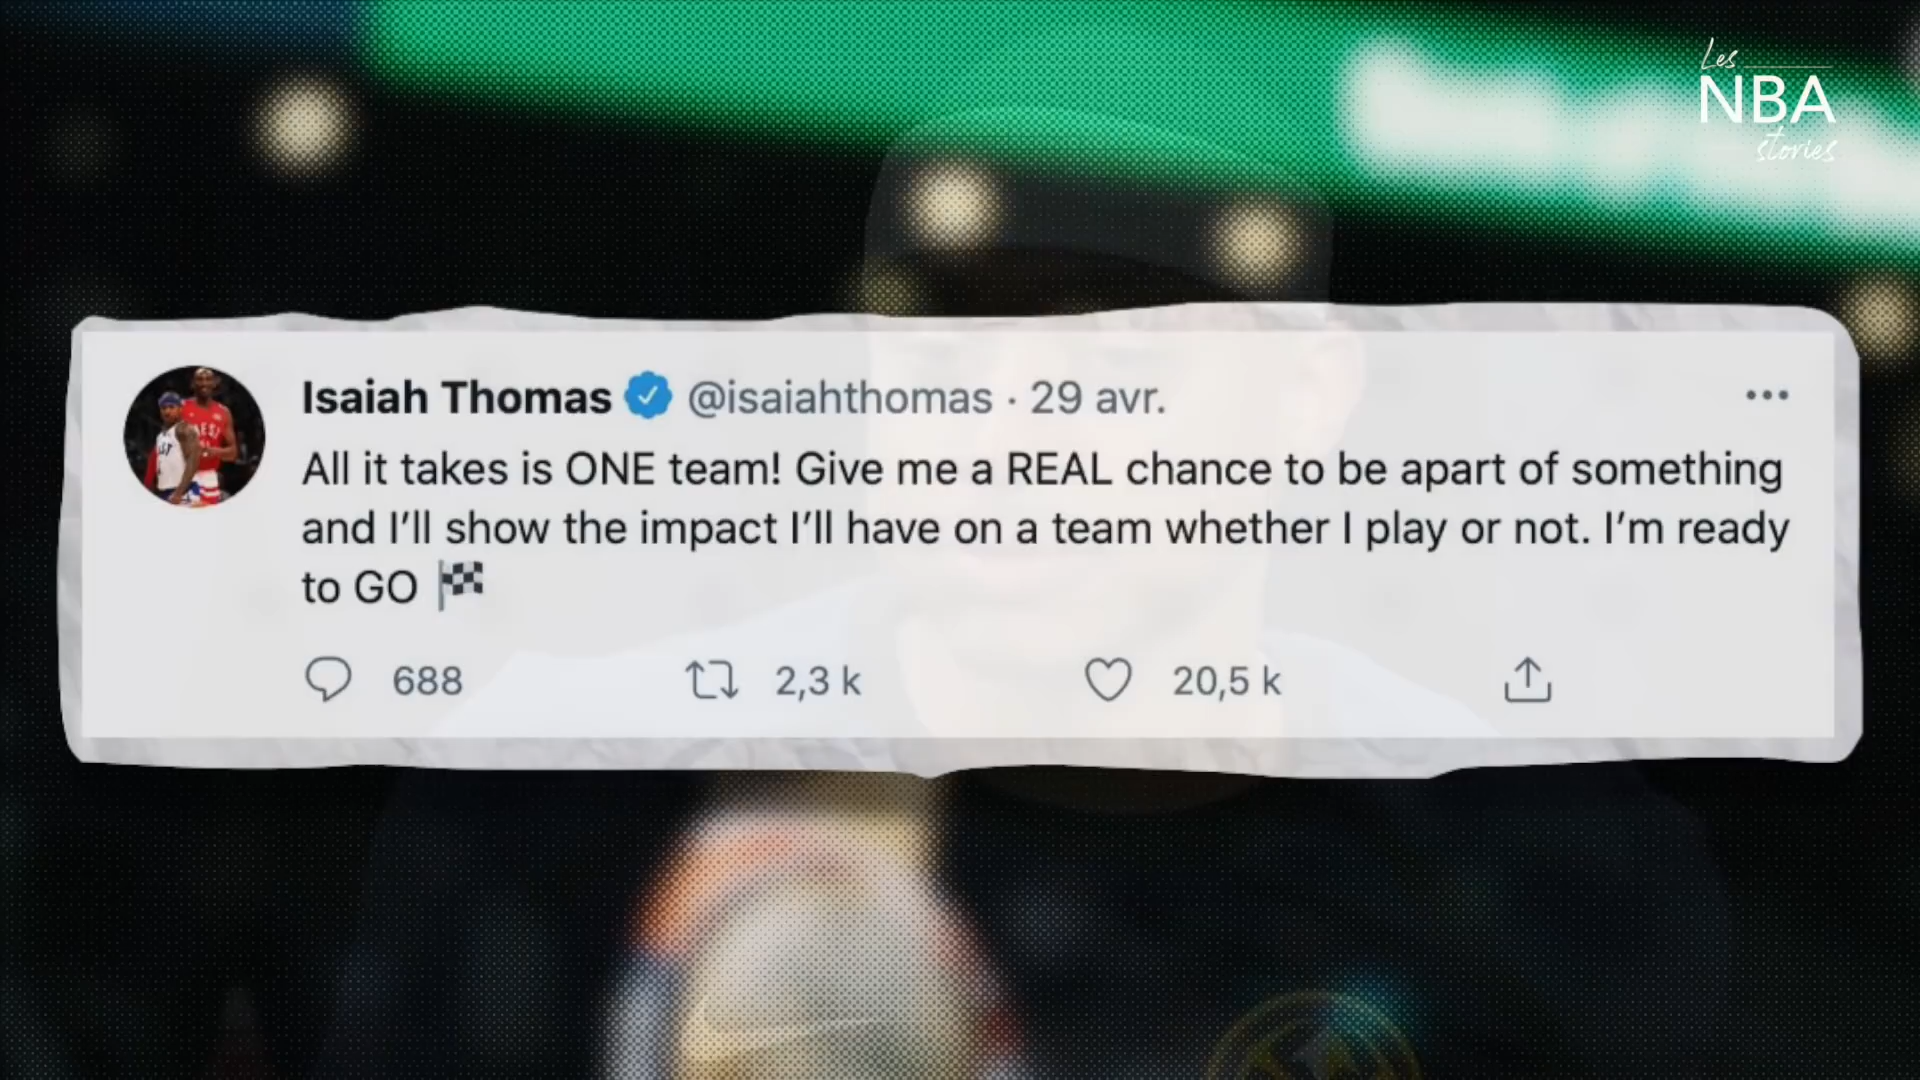 Les
NBA
stories
Isaiah Thomas @isaiahthomas · 29 avr.
All it takes is ONE team! Give me a REAL chance to be apart of something
and I’ll show the impact I’ll have on a team whether I play or not. I’m ready
to GO 🏁
688 2,3 k 20,5 k